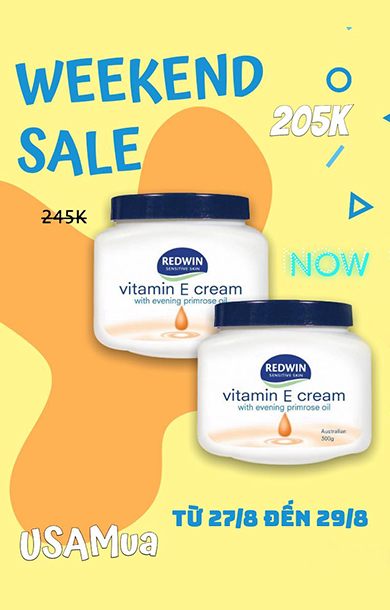 WEEKEND
SALE
205K
245K
NOW
REDWIN
SENSITIVE SKIN
vitamin E cream
with evening primrose oil
REDWIN
SENSITIVE SKIN
vitamin E cream
with evening primrose oil
Australian
300g
TỪ 27/8 ĐẾN 29/8
USAMua